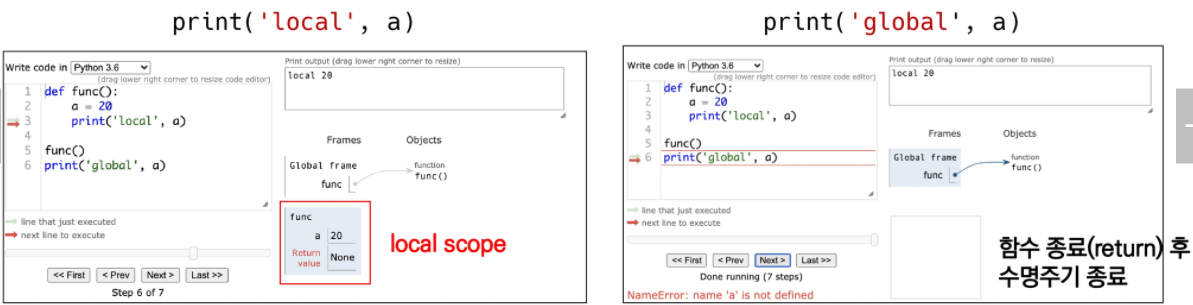 print('local', a)
Write code in Python 3.6
(drag lower right corner to resize code editor)
1 def func():
2 a = 20
3 print('local', a)
4
5 func()
6 print('global', a)
line that just executed
next line to execute
<< First < Prev Next > Last >>
Step 6 of 7
Print output (drag lower right corner to resize)
local 20
Frames Objects
Global frame
func
function
func()
func
a 20
Return
value
None
local scope
print('global', a)
Write code in Python 3.6
(drag lower right corner to resize code editor)
1 def func():
2 a = 20
3 print('local', a)
4
5 func()
6 print('global', a)
line that just executed
next line to execute
<< First < Prev Next > Last >>
Done running (7 steps)
NameError: name 'a' is not defined
Print output (drag lower right corner to resize)
local 20
Frames Objects
Global frame
func
function
func()
함수 종료(return) 후
수명주기 종료